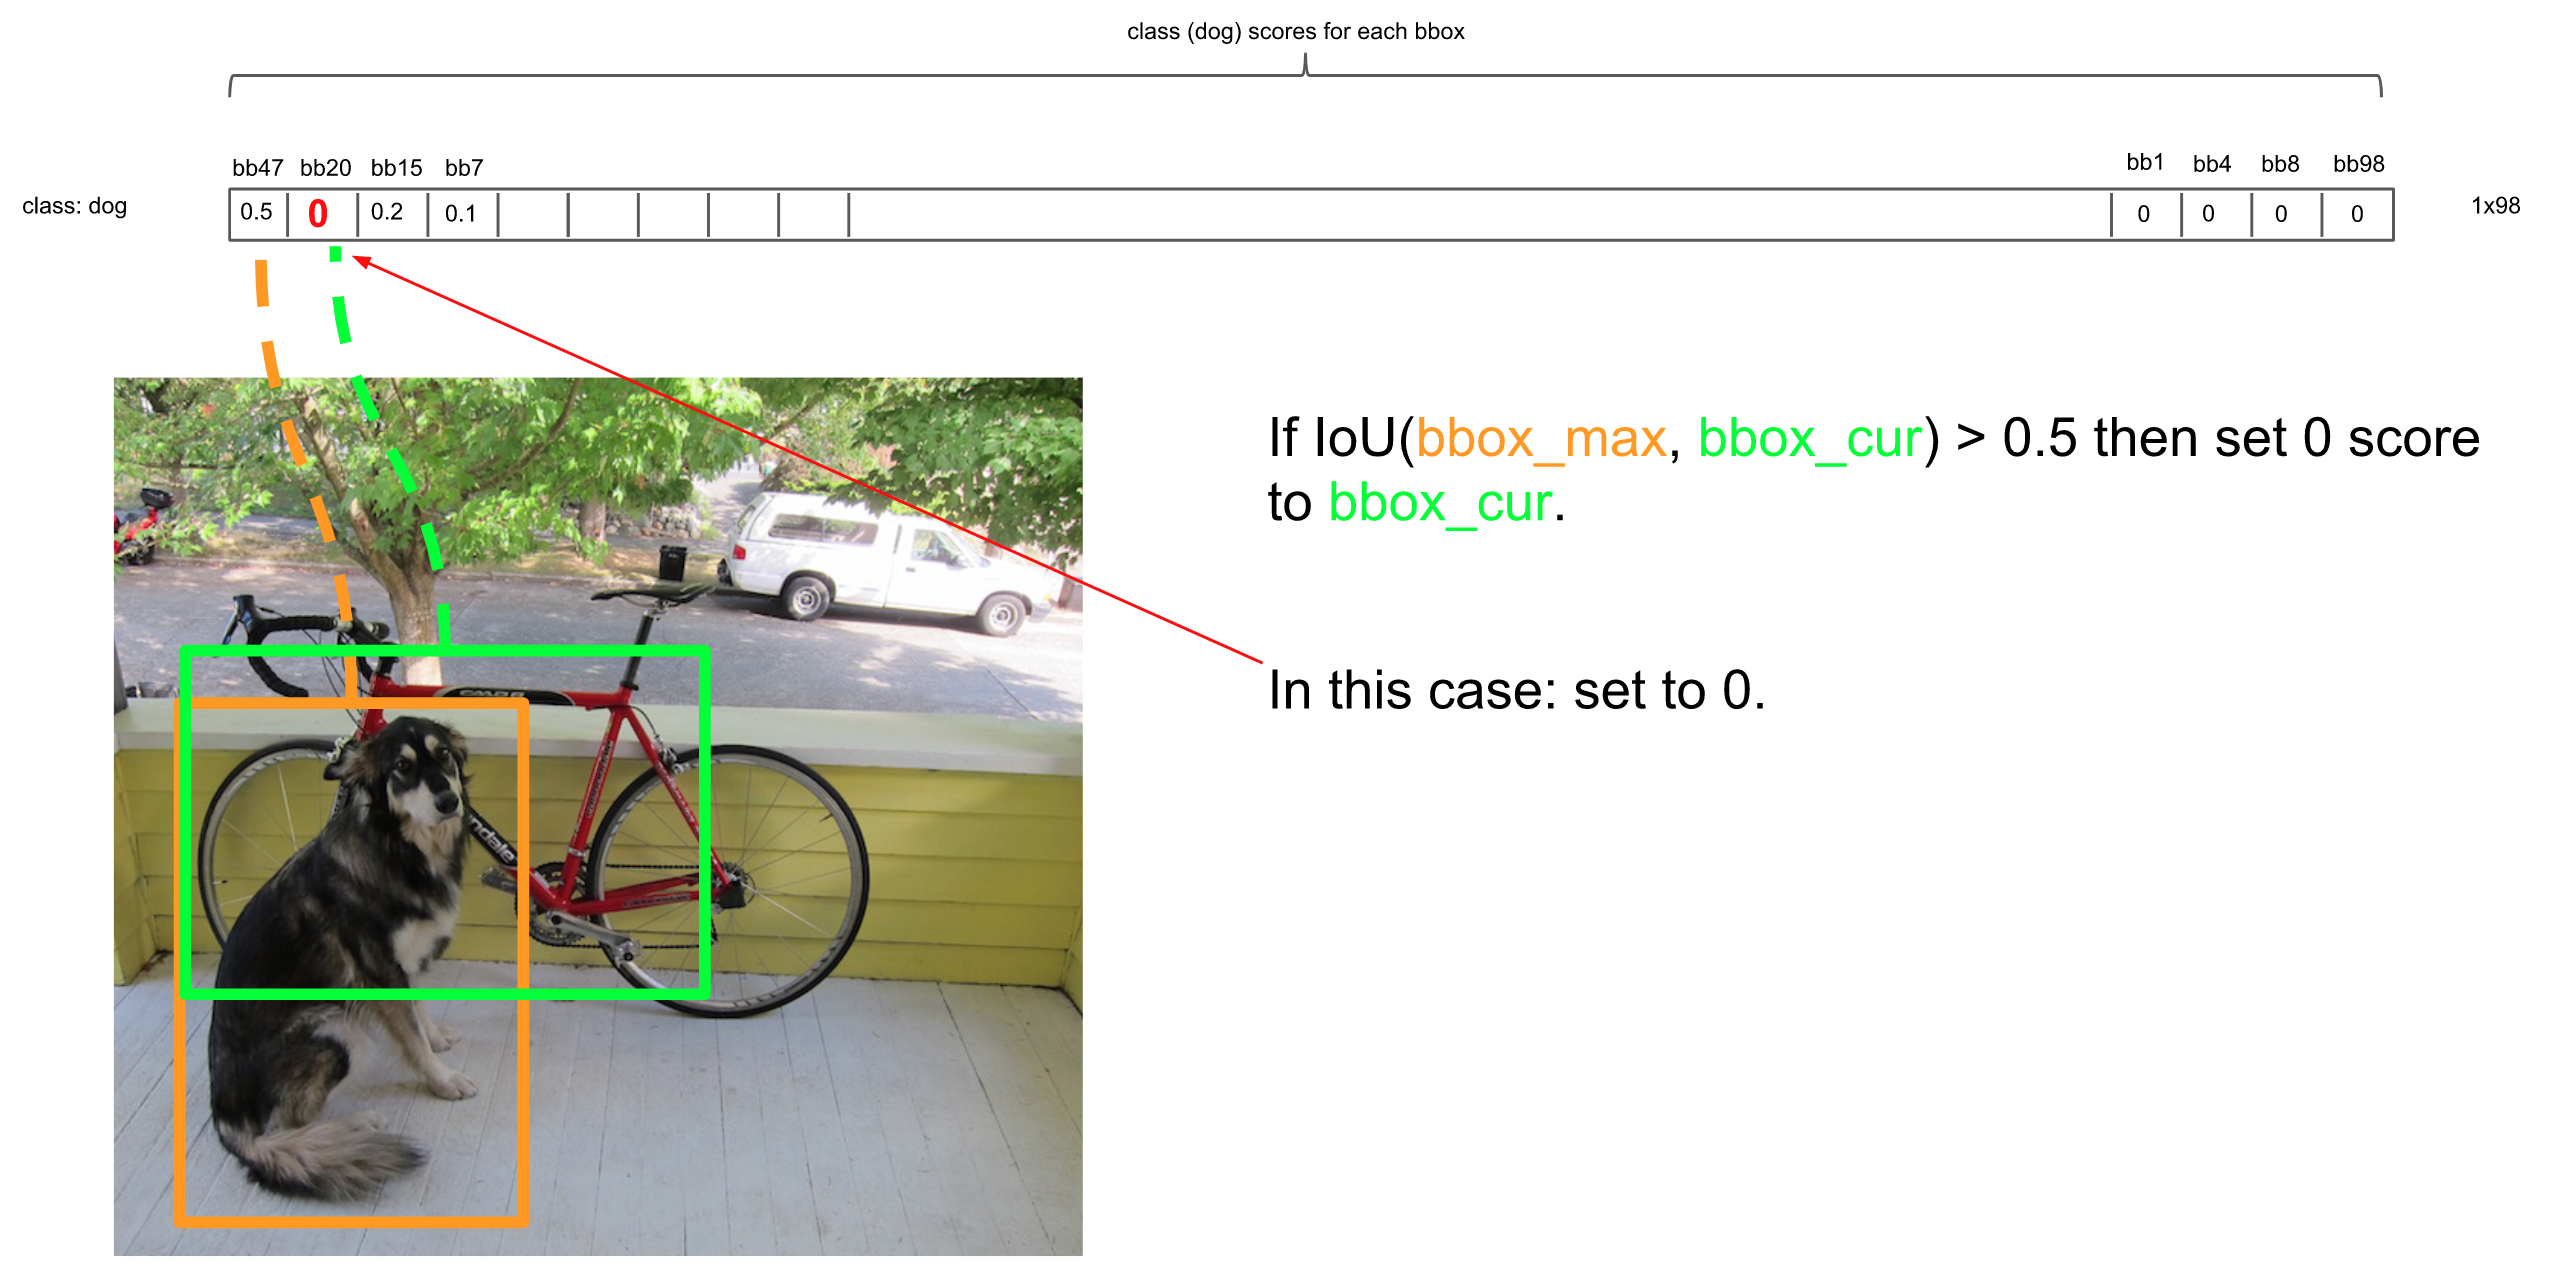 class (dog) scores for each bbox
bb47 bb20 bb15 bb7 bb1 bb4 bb8 bb98
class: dog 0.5 0 0.2 0.1 0 0 0 0 1x98
If IoU(bbox_max, bbox_cur) > 0.5 then set 0 score
to bbox_cur.
In this case: set to 0.
ndale